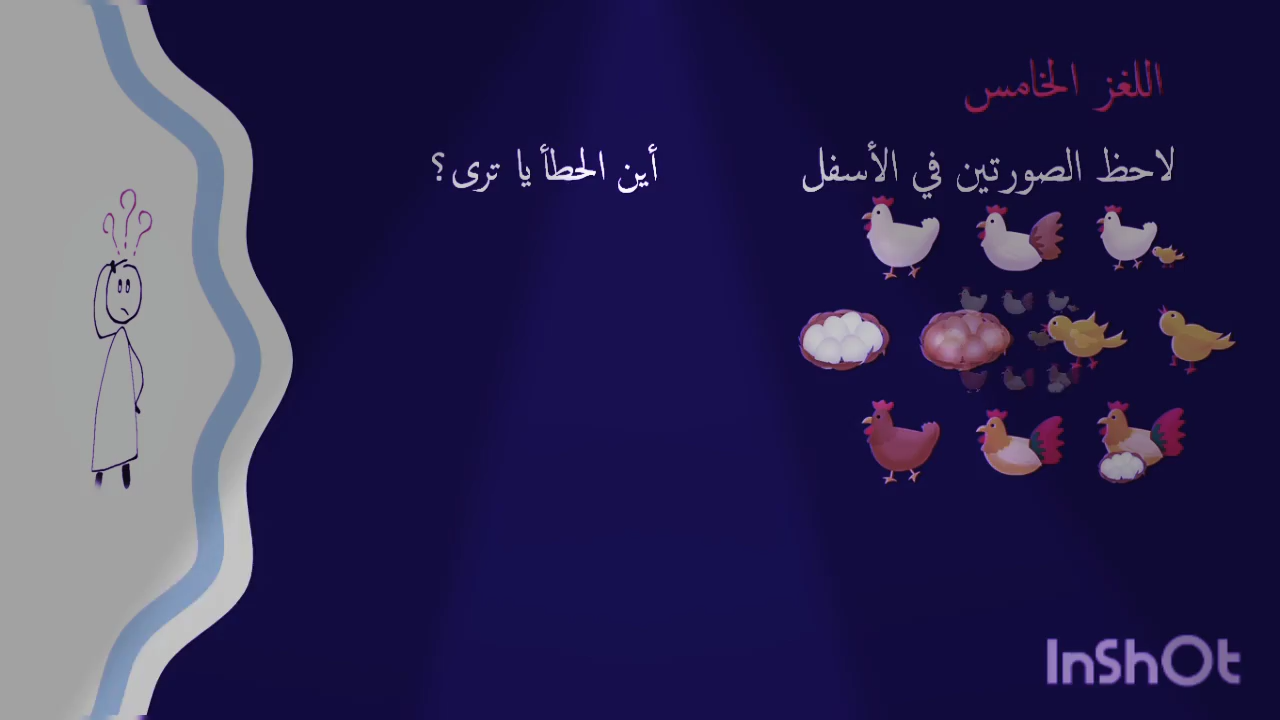 اللغز الخامس
لاحظ الصورتين في الأسفل
أين الخطأ يا ترى؟
InShOt